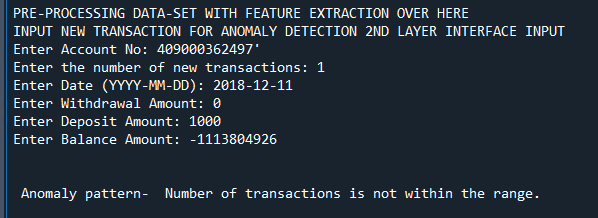 PRE-PROCESSING DATA-SET WITH FEATURE EXTRACTION OVER HERE
INPUT NEW TRANSACTION FOR ANOMALY DETECTION 2ND LAYER INTERFACE INPUT
Enter Account No: 409000362497'
Enter the number of new transactions: 1
Enter Date (YYYY-MM-DD): 2018-12-11
Enter Withdrawal Amount: 0
Enter Deposit Amount: 1000
Enter Balance Amount: -1113804926
Anomaly pattern-  Number of transactions is not within the range.